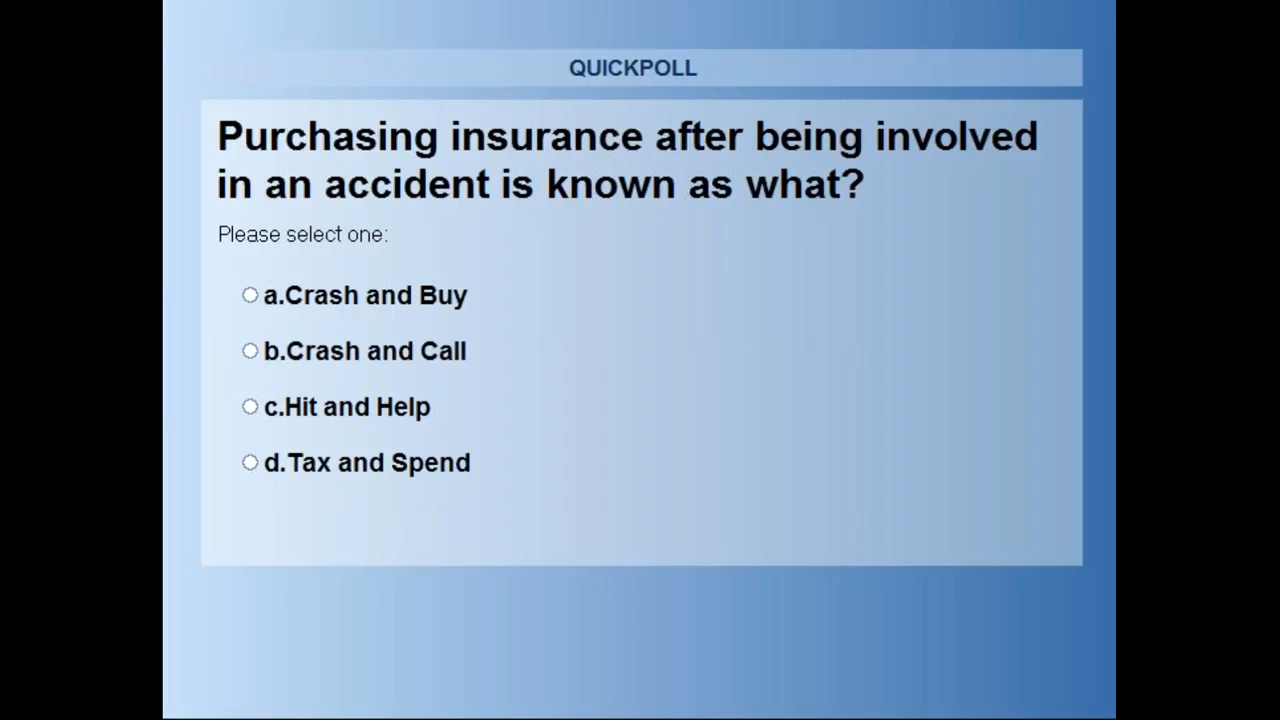 QUICKPOLL
Purchasing insurance after being involved
in an accident is known as what?
Please select one:
a.Crash and Buy
b.Crash and Call
c.Hit and Help
d.Tax and Spend